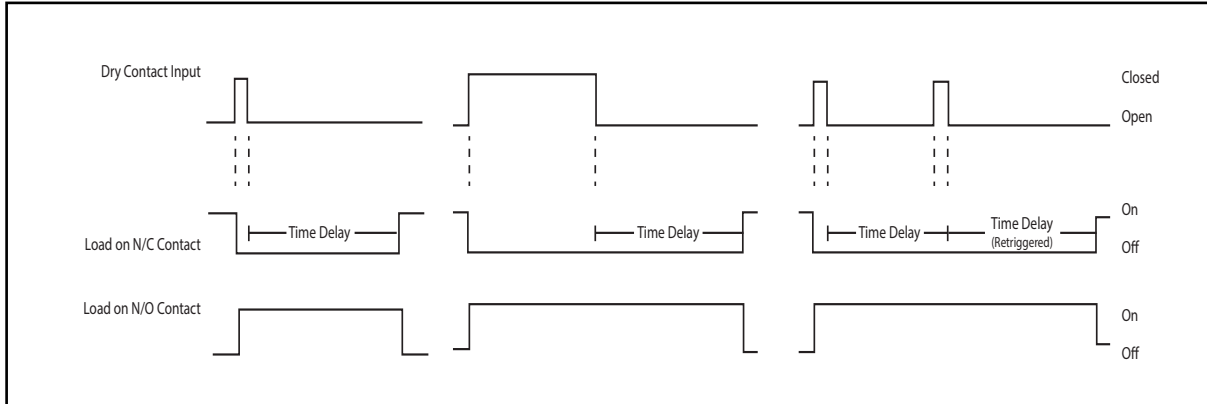 Dry Contact Input
Closed
Open
On
Time Delay
Time Delay
Time Delay
Time Delay
(Retriggered)
Load on N/C Contact
Off
Load on N/O Contact
On
Off